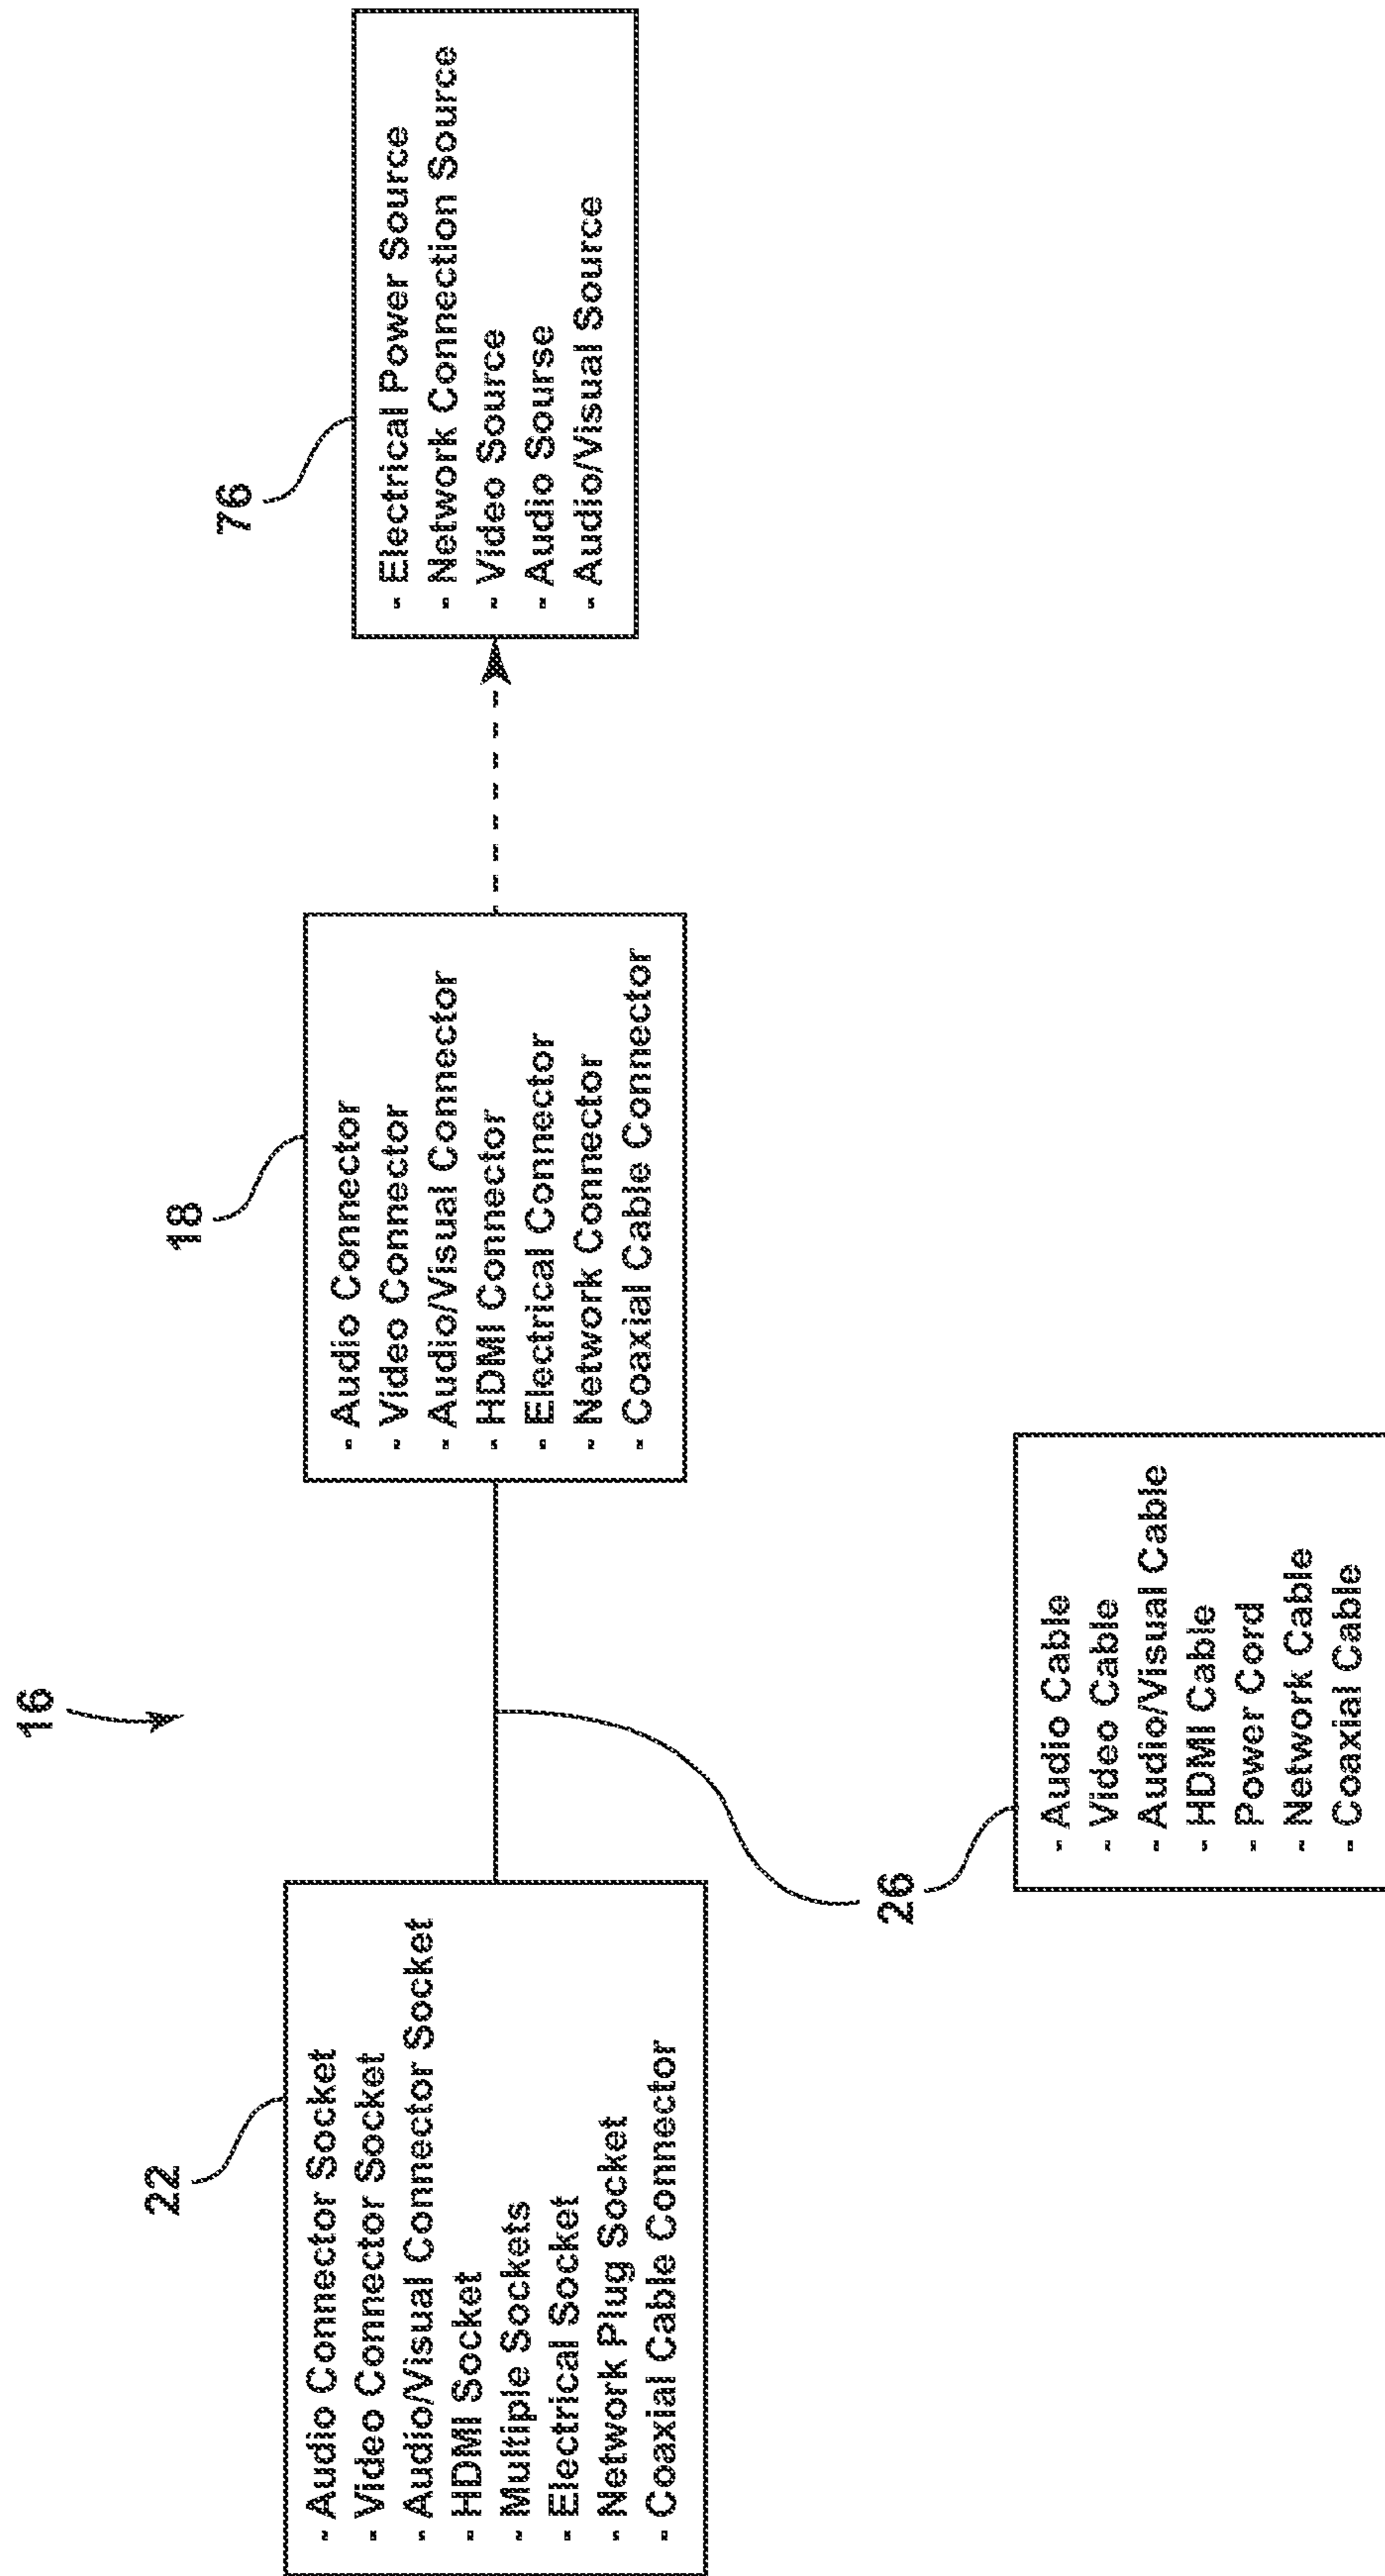 16
22
- Audio Connector Socket
- Video Connector Socket
- Audio/Visual Connector Socket
- HDMI Socket
- Multiple Sockets
- Electrical Socket
- Network Plug Socket
- Coaxial Cable Connector
18
- Audio Connector
- Video Connector
- Audio/Visual Connector
- HDMI Connector
- Electrical Connector
- Network Connector
- Coaxial Cable Connector
76
- Electrical Power Source
- Network Connection Source
- Video Source
- Audio Sourse
- Audio/Visual Source
26
- Audio Cable
- Video Cable
- Audio/Visual Cable
- HDMI Cable
- Power Cord
- Network Cable
- Coaxial Cable